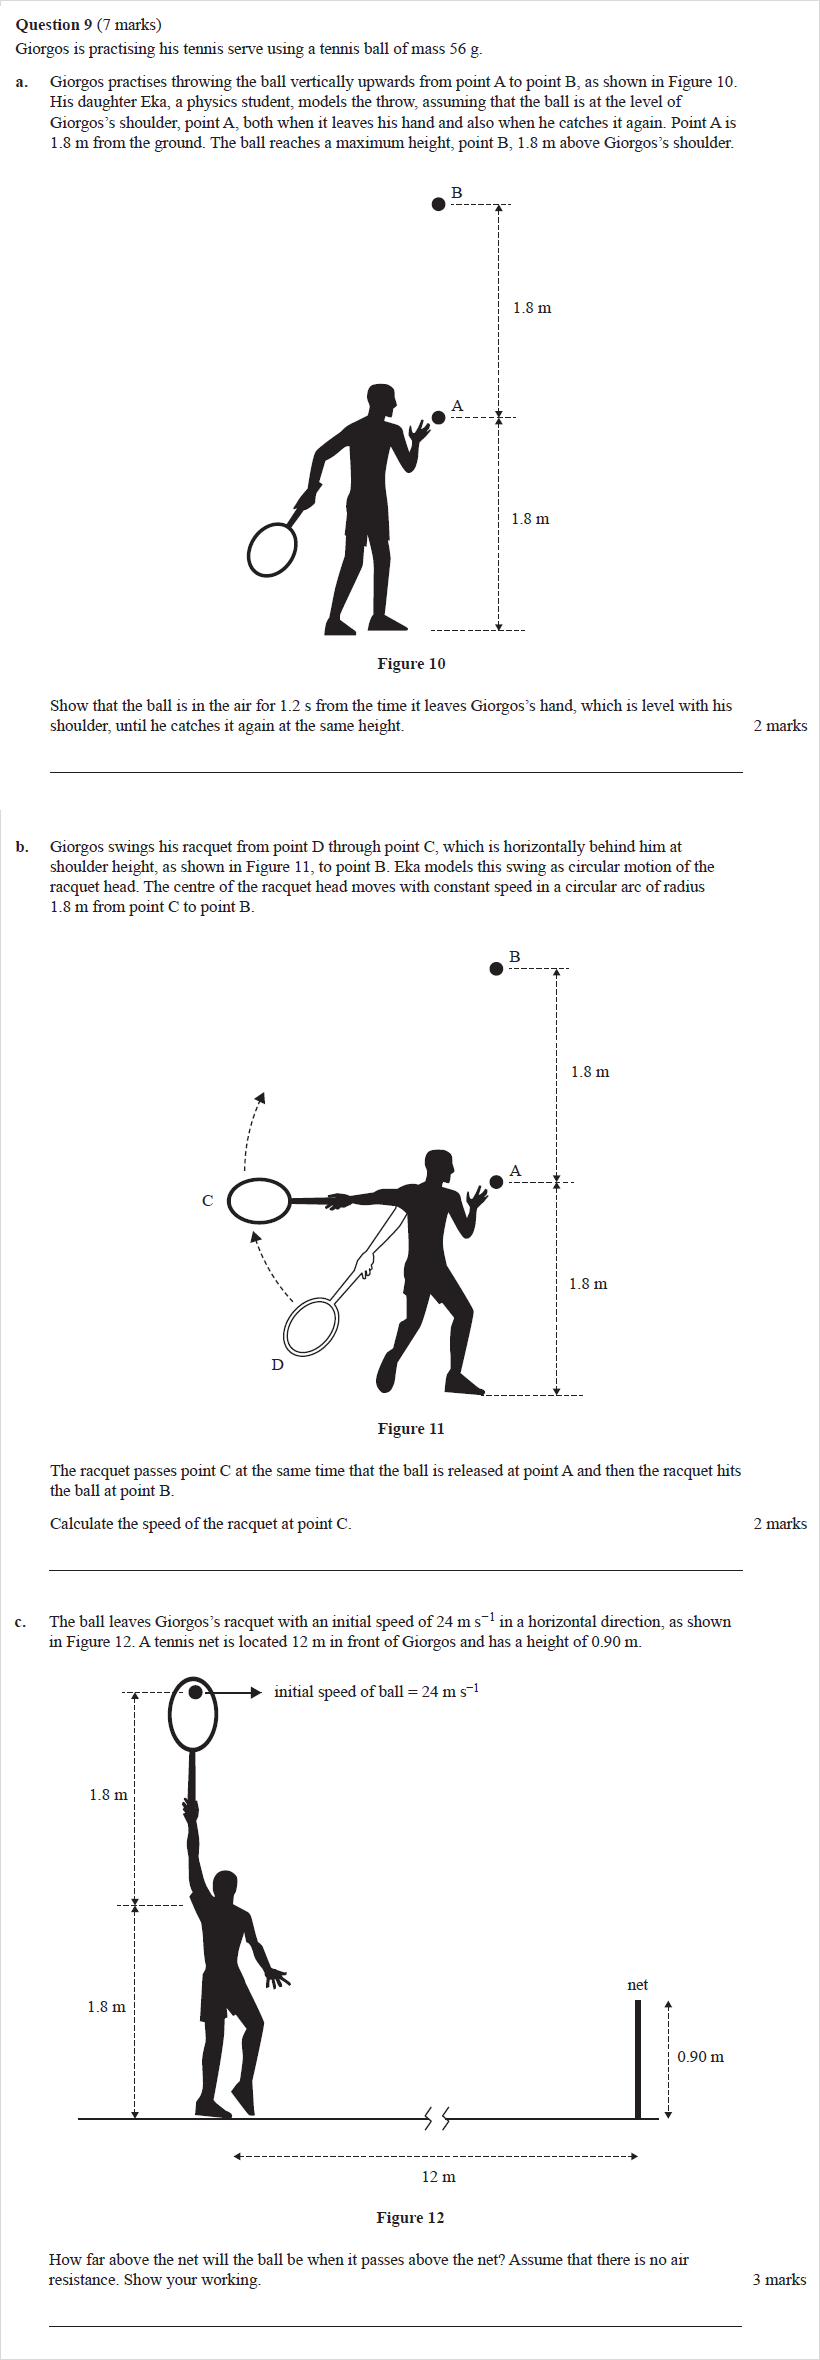 Question 9 (7 marks)
Giorgos is practising his tennis serve using a tennis ball of mass 56 g.
a. Giorgos practises throwing the ball vertically upwards from point A to point B, as shown in Figure 10.
His daughter Eka, a physics student, models the throw, assuming that the ball is at the level of
Giorgos’s shoulder, point A, both when it leaves his hand and also when he catches it again. Point A is
1.8 m from the ground. The ball reaches a maximum height, point B, 1.8 m above Giorgos’s shoulder.
B
1.8 m
A
1.8 m
Figure 10
Show that the ball is in the air for 1.2 s from the time it leaves Giorgos’s hand, which is level with his
shoulder, until he catches it again at the same height. 2 marks
b. Giorgos swings his racquet from point D through point C, which is horizontally behind him at
shoulder height, as shown in Figure 11, to point B. Eka models this swing as circular motion of the
racquet head. The centre of the racquet head moves with constant speed in a circular arc of radius
1.8 m from point C to point B.
B
1.8 m
A
C
1.8 m
D
Figure 11
The racquet passes point C at the same time that the ball is released at point A and then the racquet hits
the ball at point B.
Calculate the speed of the racquet at point C. 2 marks
c. The ball leaves Giorgos’s racquet with an initial speed of 24 m s⁻¹ in a horizontal direction, as shown
in Figure 12. A tennis net is located 12 m in front of Giorgos and has a height of 0.90 m.
initial speed of ball = 24 m s⁻¹
1.8 m
net
1.8 m
0.90 m
12 m
Figure 12
How far above the net will the ball be when it passes above the net? Assume that there is no air
resistance. Show your working. 3 marks